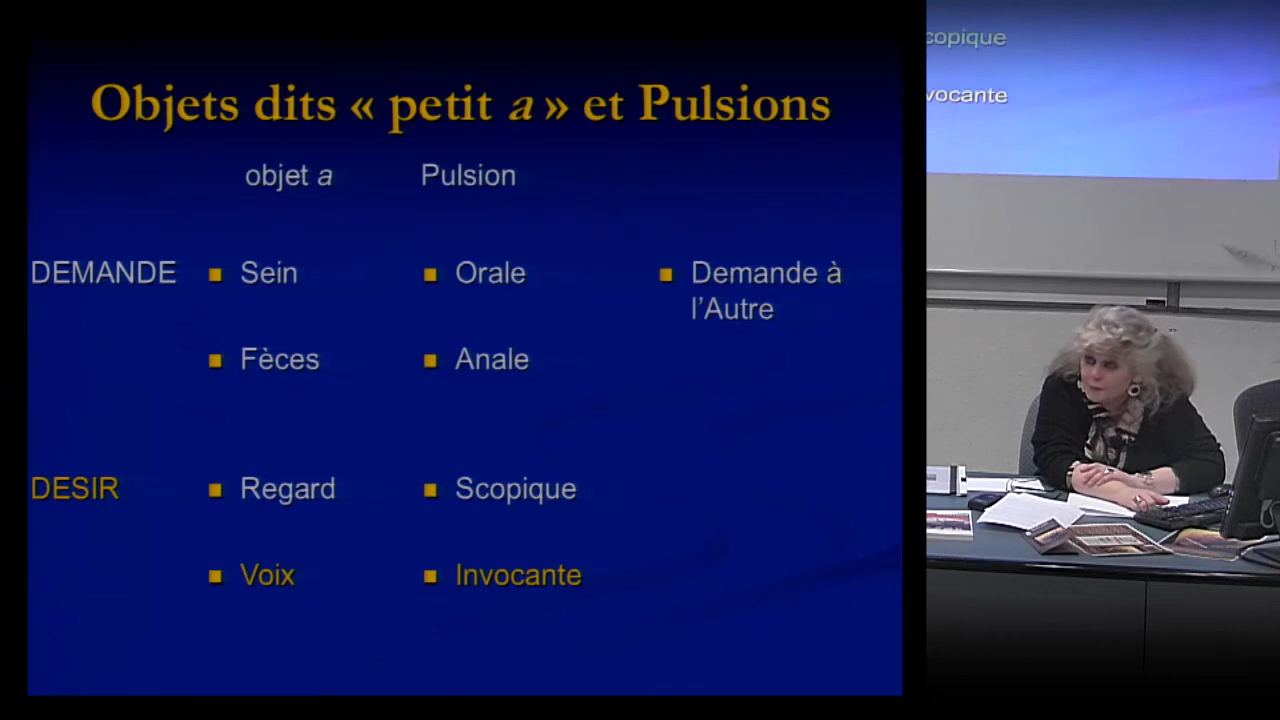 Objets dits « petit a » et Pulsions
objet a Pulsion
DEMANDE Sein Orale Demande à
l'Autre
Fèces Anale
DESIR Regard Scopique
Voix Invocante
copique
vocante